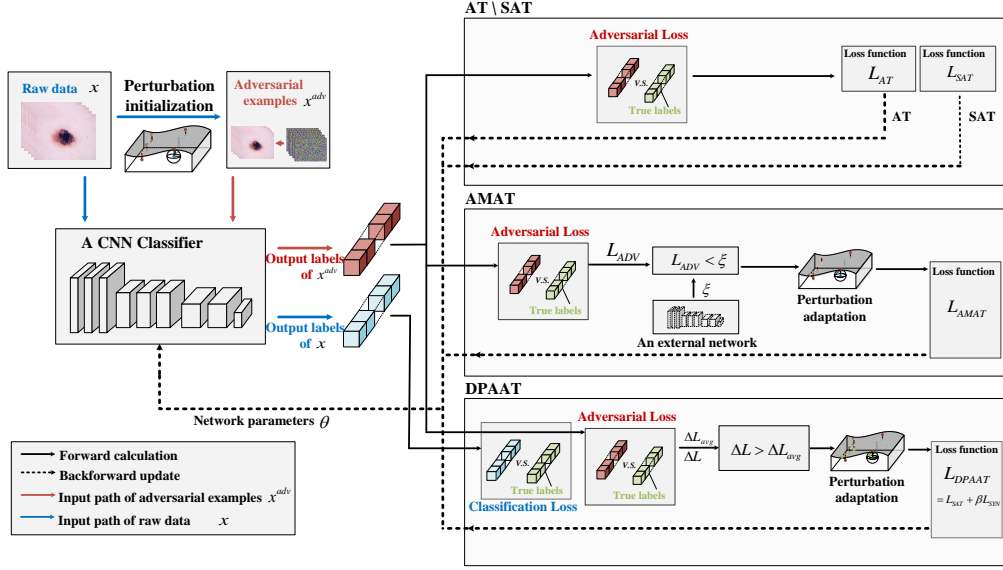 AT \ SAT
Raw data x
Perturbation
initialization
Adversarial
examples x^adv
Adversarial Loss
v.s.
True labels
Loss function
L_AT
Loss function
L_SAT
AT
SAT
A CNN Classifier
Output labels
of x^adv
Output labels
of x
Network parameters θ
AMAT
Adversarial Loss
v.s.
True labels
L_ADV
L_ADV < ξ
ξ
An external network
Perturbation
adaptation
Loss function
L_AMAT
DPAAT
v.s.
True labels
Classification Loss
Adversarial Loss
v.s.
True labels
ΔL_avg
ΔL
ΔL > ΔL_avg
Perturbation
adaptation
Loss function
L_DPAAT
= L_SAT + βL_SYN
Forward calculation
Backforward update
Input path of adversarial examples x^adv
Input path of raw data x